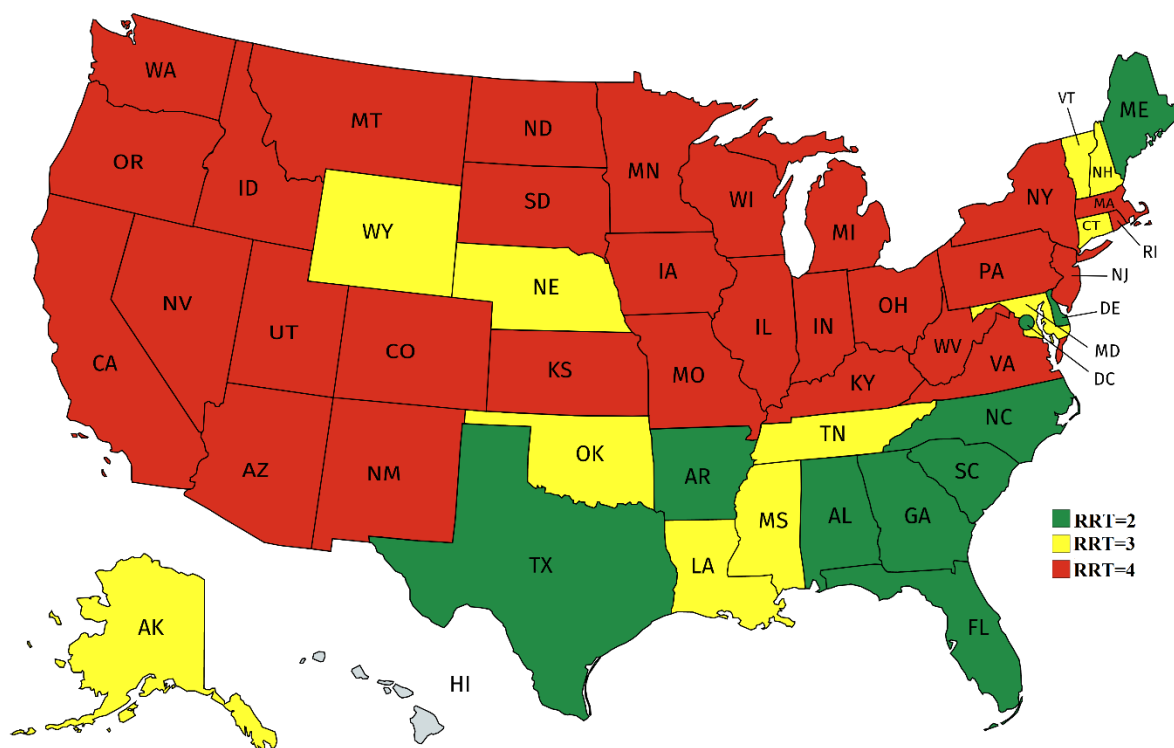 WA
MT
ND
MN
OR
ID
SD
WI
MI
NY
VT
NH
ME
MA
CT
RI
WY
NE
IA
PA
NJ
NV
UT
CO
CA
KS
MO
IL
IN
OH
WV
VA
KY
DE
MD
DC
AZ
NM
OK
AR
TN
NC
SC
MS
AL
GA
TX
LA
FL
AK
HI
RRT=2
RRT=3
RRT=4